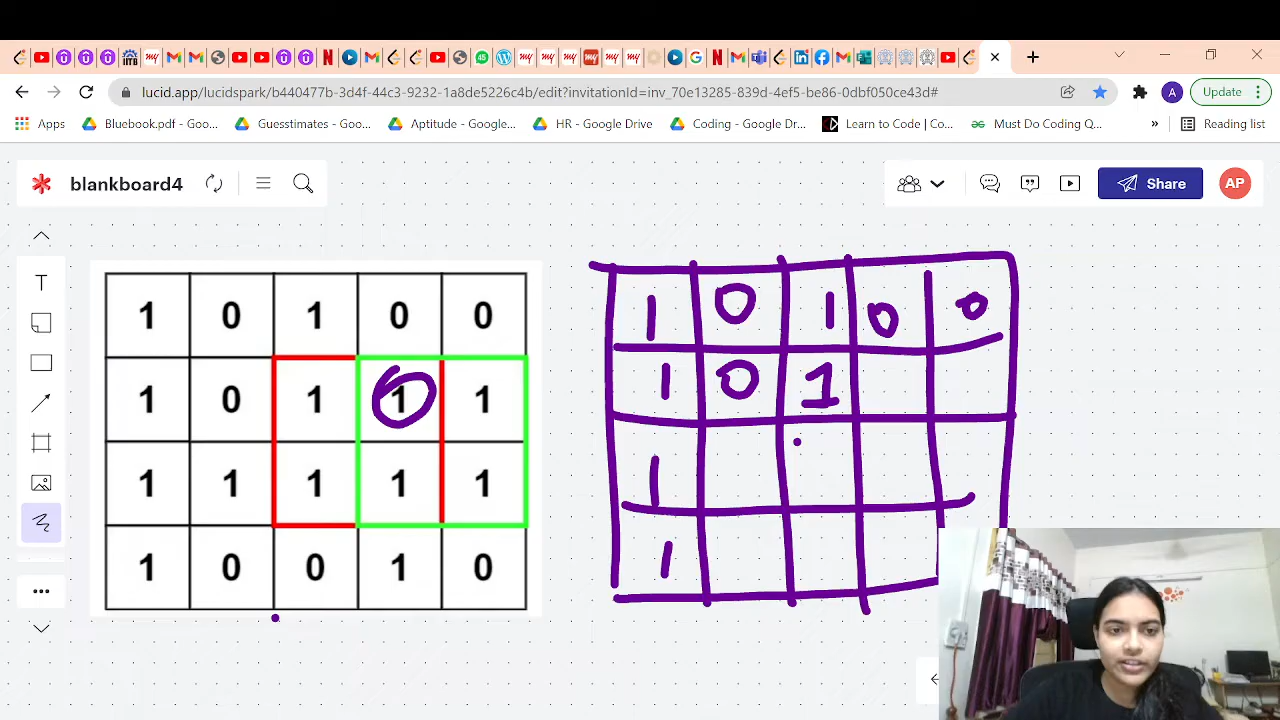 lucid.app/lucidspark/b440477b-3d4f-44c3-9232-1a88e5226c4b/edit?invitationId=inv_70e13285-839d-4ef5-be86-0dbf050ce43d#
A
Update
Apps
Bluebook.pdf - Goo...
Guesstimates - Goo...
Aptitude - Google...
HR - Google Drive
Coding - Google Dr...
Learn to Code | Co...
Must Do Coding Q...
»
Reading list
blankboard4
Share
AP
T
1 0 1 0 0
1 0 1 1 1
1 1 1 1 1
1 0 0 1 0
1 0 1 0 0
1 0 1
1
1